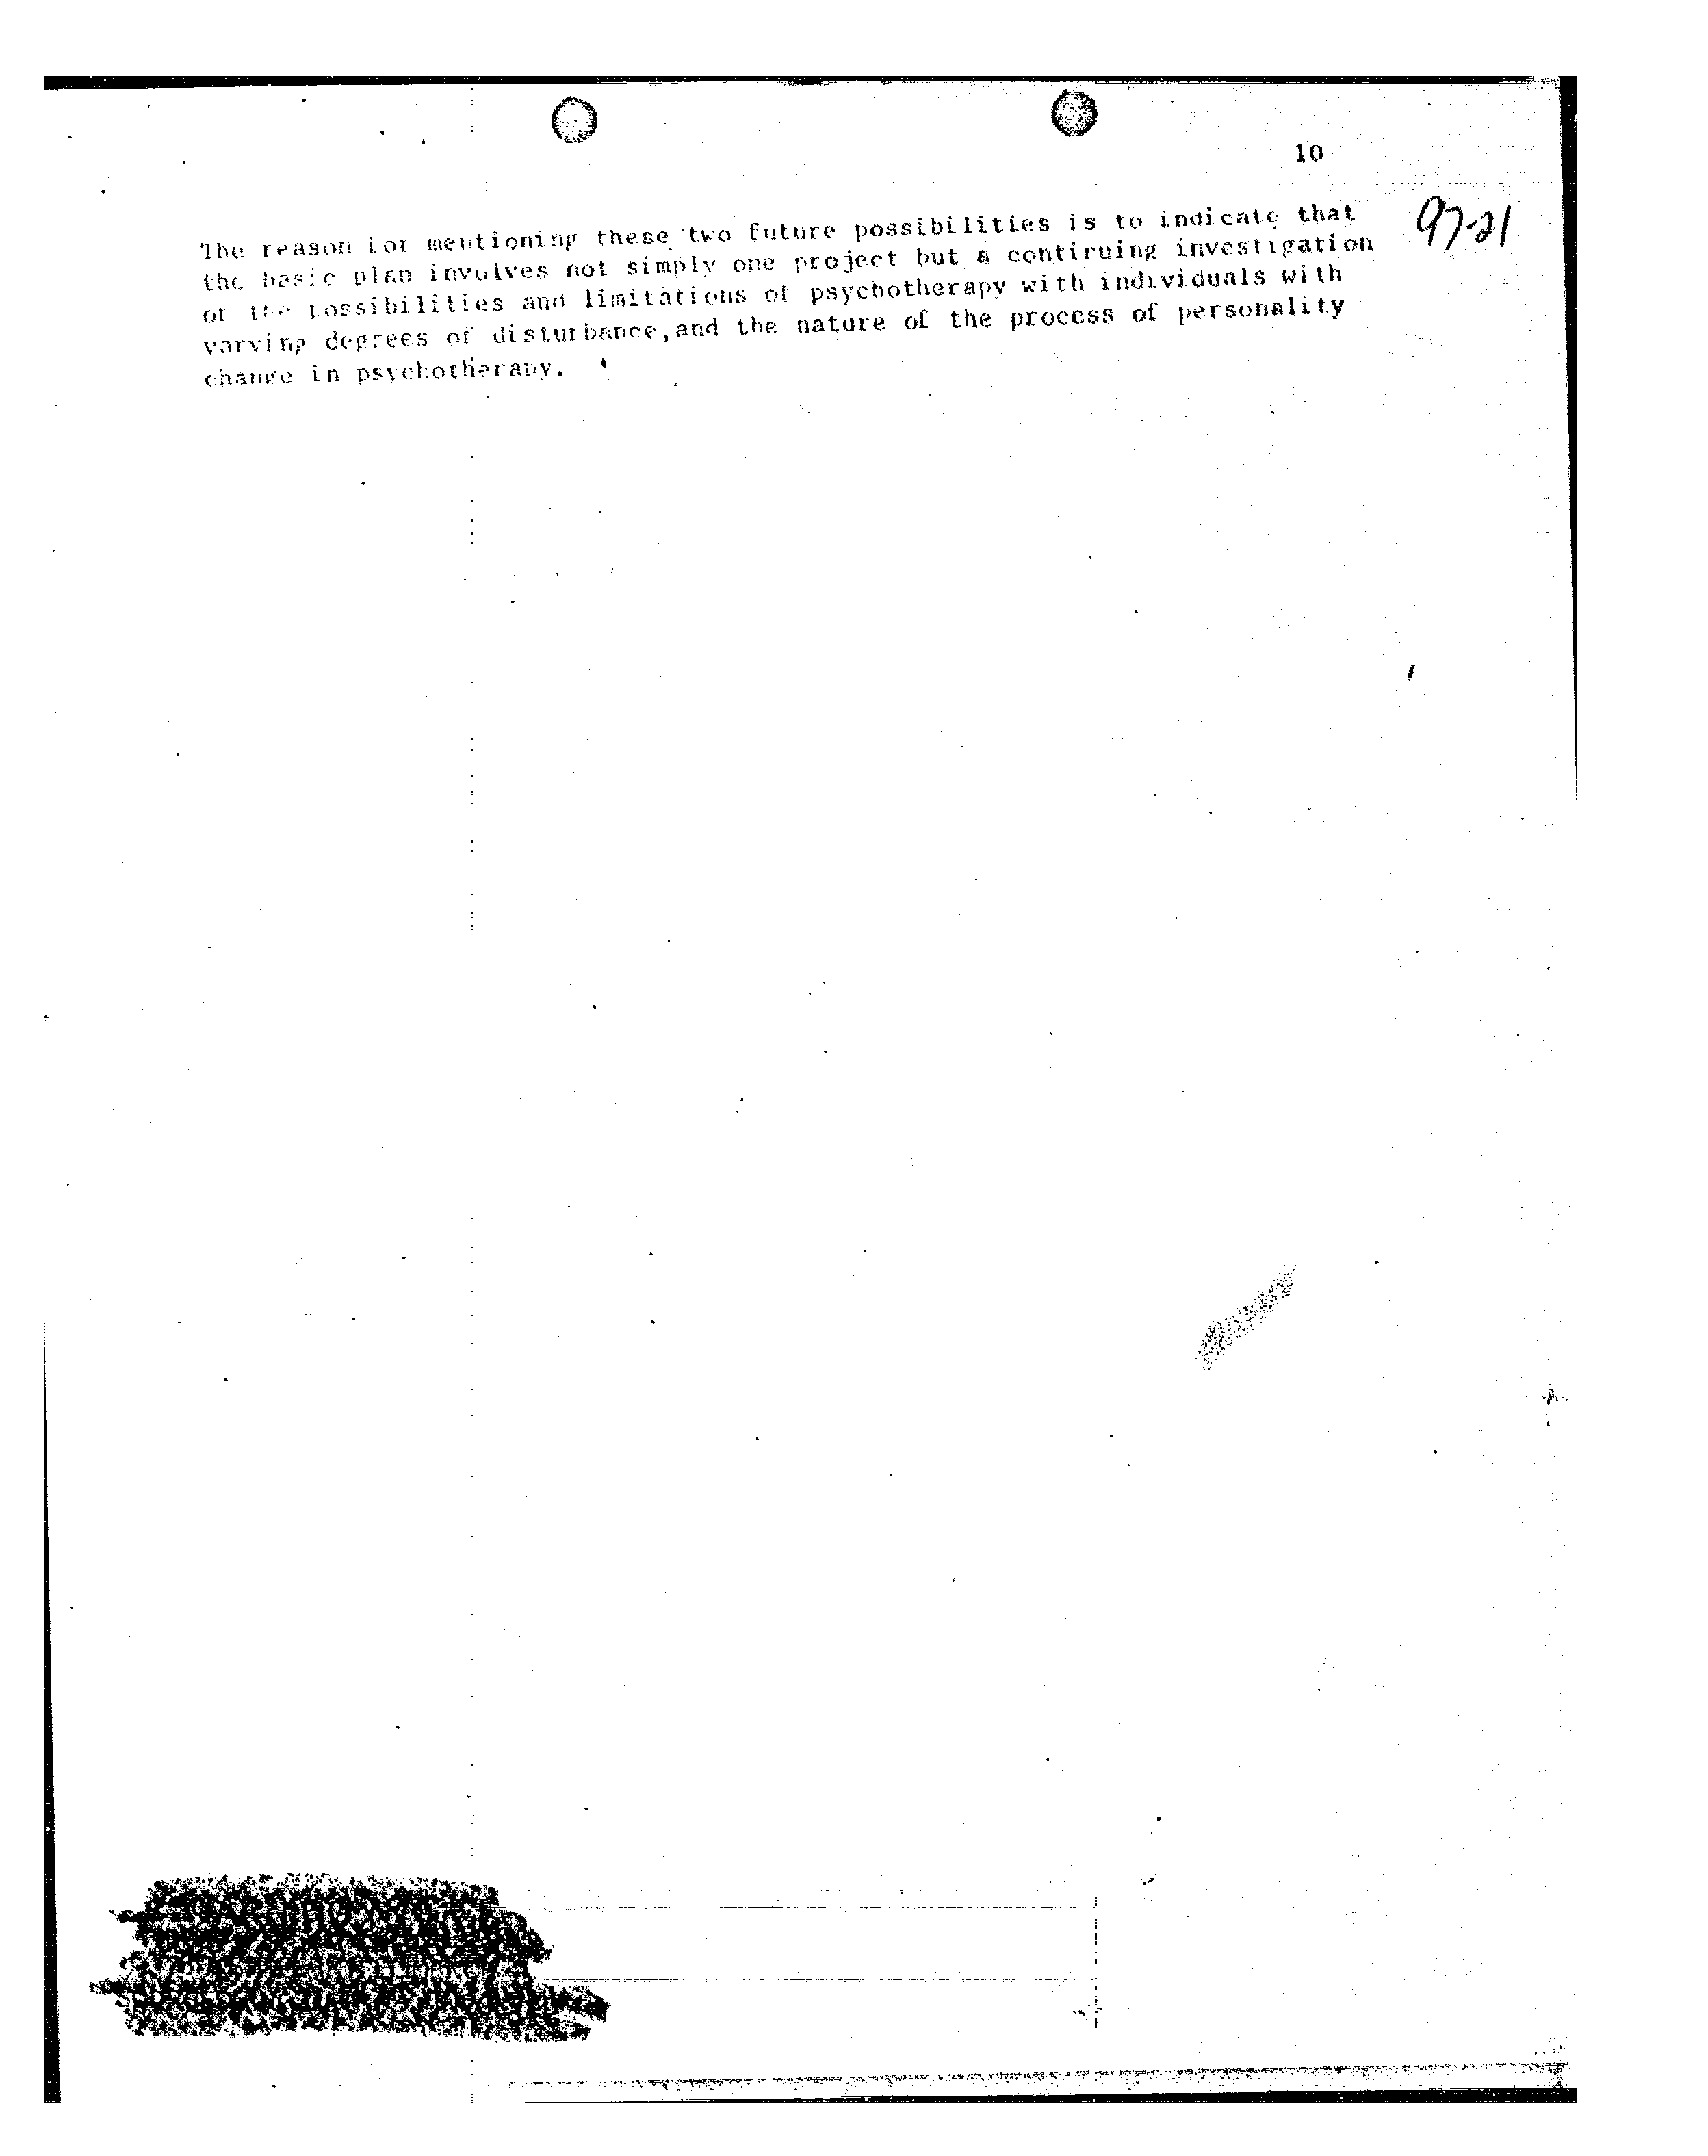 10
97-21
The reason for mentioning these two future possibilities is to indicate that
the basic plan involves not simply one project but a continuing investigation
of the possibilities and limitations of psychotherapy with individuals with
varying degrees of disturbance, and the nature of the process of personality
change in psychotherapy.